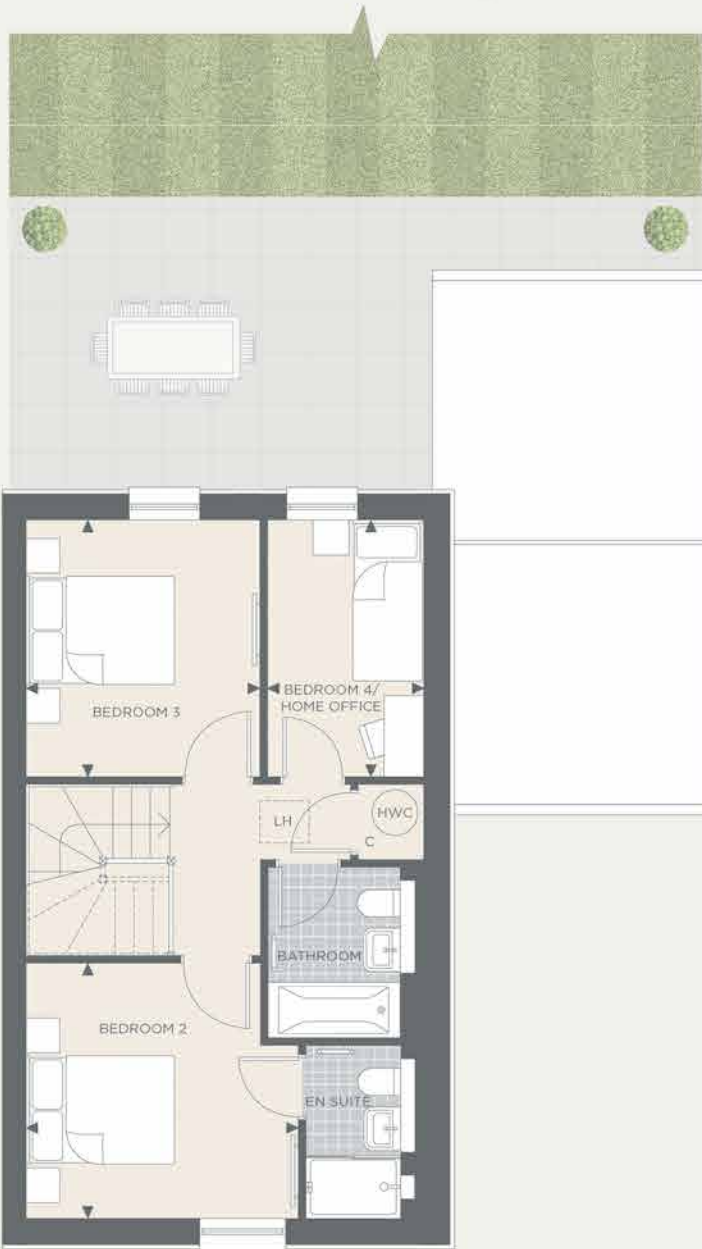 BEDROOM 3
BEDROOM 4/
HOME OFFICE
LH
HWC
C
BATHROOM
BEDROOM 2
EN SUITE